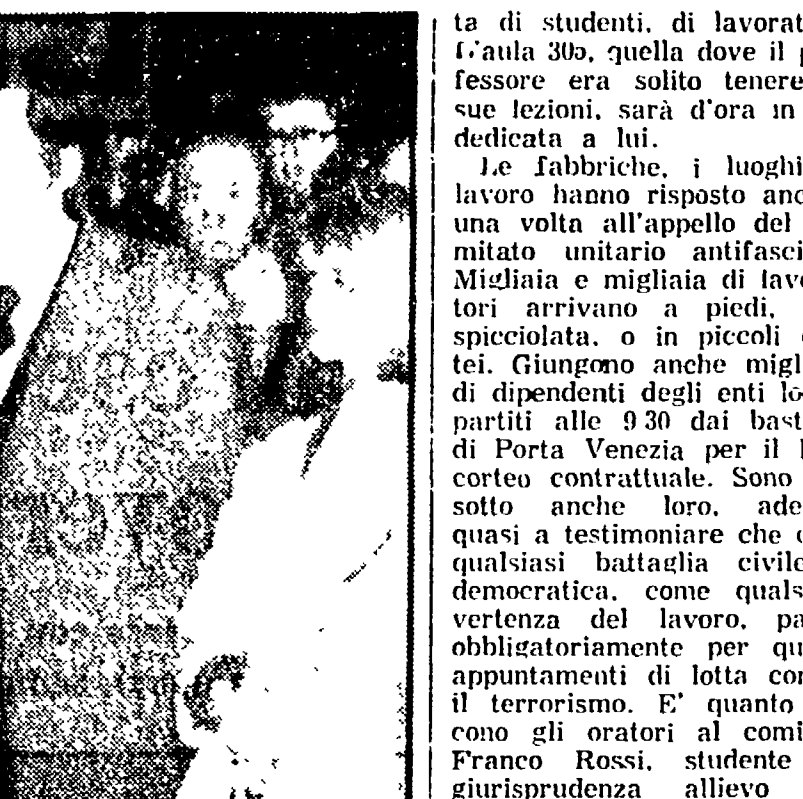 ta di studenti, di lavorat
L'aula 305, quella dove il p
fessore era solito tenere
sue lezioni, sarà d'ora in
dedicata a lui.
Le fabbriche, i luoghi
lavoro hanno risposto anc
una volta all'appello del
mitato unitario antifasci
Migliaia e migliaia di lavo
tori arrivano a piedi,
spicciolata, o in piccoli c
tei. Giungono anche migl
di dipendenti degli enti lo-
partiti alle 9 30 dai bast
di Porta Venezia per il l
corteo contrattuale. Sono
sotto anche loro, ade
quasi a testimoniare che c
qualsiasi battaglia civile
democratica, come quals
vertenza del lavoro, pa
obbligatoriamente per qu
appuntamenti di lotta con
il terrorismo. E' quanto
cono gli oratori al comi
Franco Rossi, studente
giurisprudenza allievo